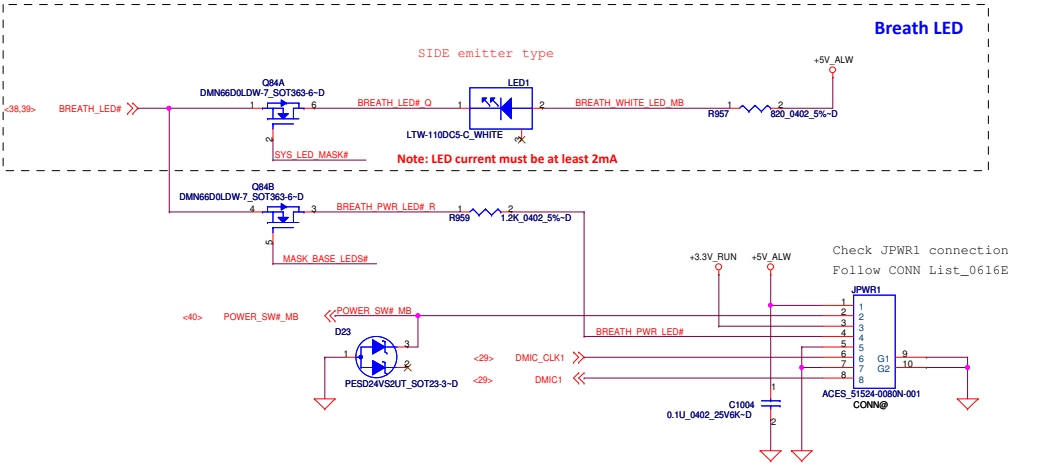 Breath LED
SIDE emitter type
+5V_ALW
Q84A
DMN66D0LDW-7_SOT363-6~D
LED1
<38,39> BREATH_LED#
1
6
BREATH_LED#_Q
1
2
BREATH_WHITE_LED_MB
1
2
R957
820_0402_5%~D
2
LTW-110DC5-C_WHITE
3
SYS_LED_MASK#
Note: LED current must be at least 2mA
Q84B
DMN66D0LDW-7_SOT363-6~D
4
3
BREATH_PWR_LED#_R
1
2
R959
1.2K_0402_5%~D
5
MASK_BASE_LEDS#
Check JPWR1 connection
Follow CONN List_0616E
+3.3V_RUN
+5V_ALW
JPWR1
<40> POWER_SW#_MB
POWER_SW#_MB
D23
1
3
2
PESD24VS2UT_SOT23-3~D
BREATH_PWR_LED#
<29> DMIC_CLK1
<29> DMIC1
1 1
2 2
3 3
4 4
5 5
6 6
7 7
8 8
G1 9
G2 10
ACES_51524-0080N-001
CONN@
1
C1004
0.1U_0402_25V6K~D
2